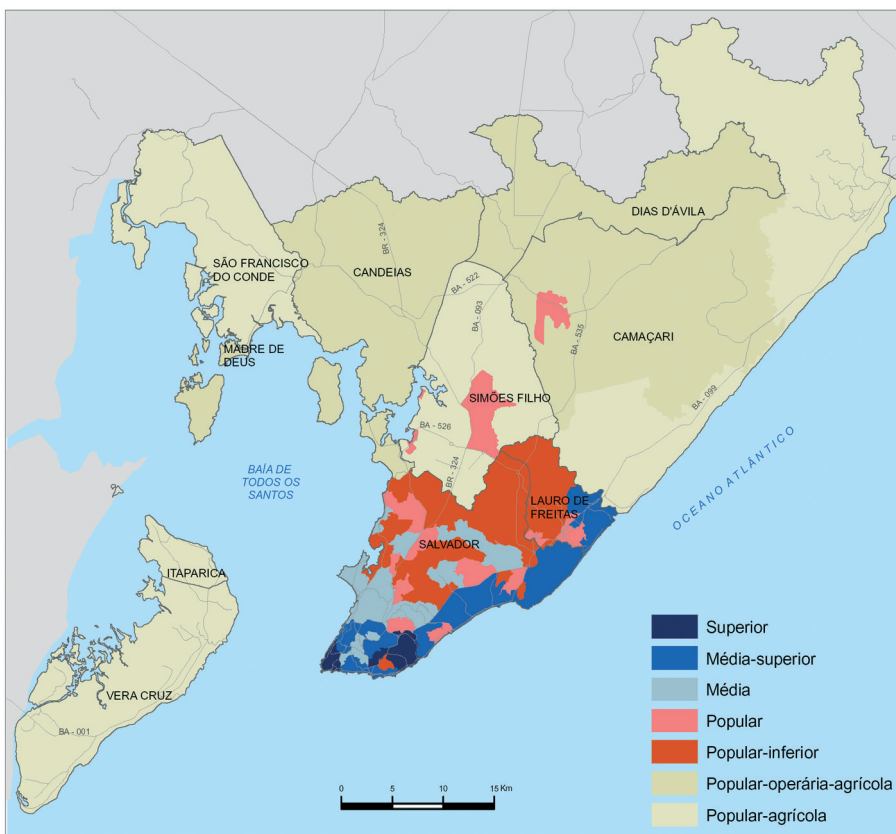 DIAS D'ÁVILA
BR - 324
SÃO FRANCISCO
DO CONDE
CANDEIAS
BA - 522
BA - 093
BA - 535
CAMAÇARI
MADRE DE
DEUS
BA - 099
SIMÕES FILHO
BA - 526
BAÍA DE
TODOS OS
SANTOS
BR - 324
OCEANO ATLÂNTICO
LAURO DE
FREITAS
SALVADOR
ITAPARICA
VERA CRUZ
BA - 001
Superior
Média-superior
Média
Popular
Popular-inferior
Popular-operária-agrícola
Popular-agrícola
0 5 10 15 Km